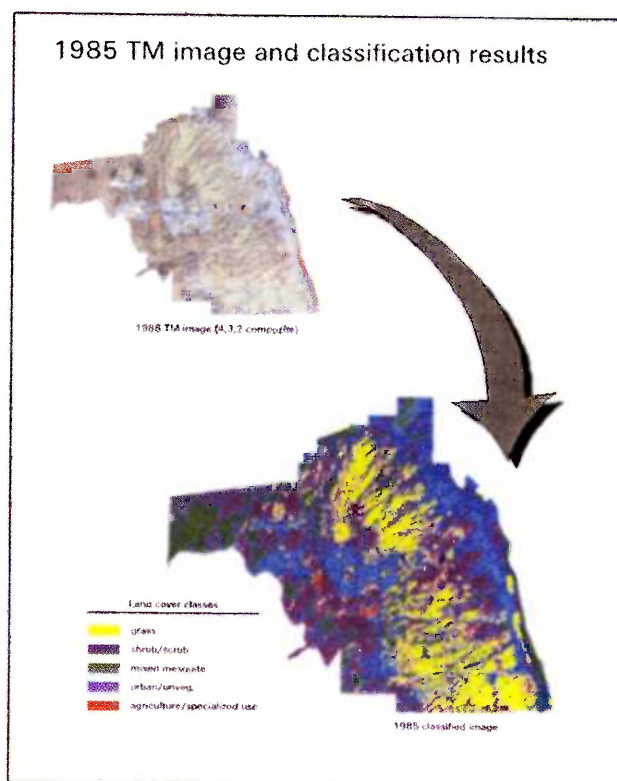 1985 TM image and classification results
1988 TM image (4,3,2 composite)
Land cover classes
grass
shrub/scrub
mixed mesquite
urban/unveg.
agriculture/specialized use
1985 classified image